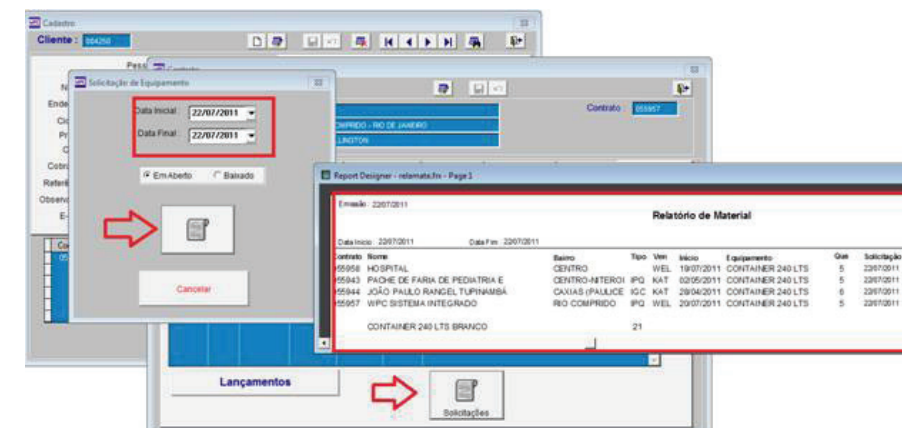 Cadastro
Cliente : 004250
Pess
Solicitação de Equipamento
Data Inicial : 22/07/2011
Data Final : 22/07/2011
Em Aberto Baixado
Cancelar
Contrato 055957
OMPRIDO - RIO DE JANEIRO
LLINGTON
Report Designer - relamate.frx - Page 1
Emissão 22/07/2011
Relatório de Material
Data Inicio 22/07/2011 Data Fim 22/07/2011
Contrato Nome Bairro Tipo Ven Início Equipamento Que Solicitação
055958 HOSPITAL CENTRO WEL 19/07/2011 CONTAINER 240 LTS 5 22/07/2011
055943 PACHE DE FARIA DE PEDIATRIA E CENTRO-NITEROI IPQ KAT 02/05/2011 CONTAINER 240 LTS 5 22/07/2011
055944 JOÃO PAULO RANGEL TUPINAMBÁ CAXIAS (PAULICE IGC KAT 28/04/2011 CONTAINER 240 LTS 6 22/07/2011
055957 WPC SISTEMA INTEGRADO RIO COMPRIDO IPQ WEL 20/07/2011 CONTAINER 240 LTS 5 22/07/2011
CONTAINER 240 LTS BRANCO 21
Lançamentos
Solicitações